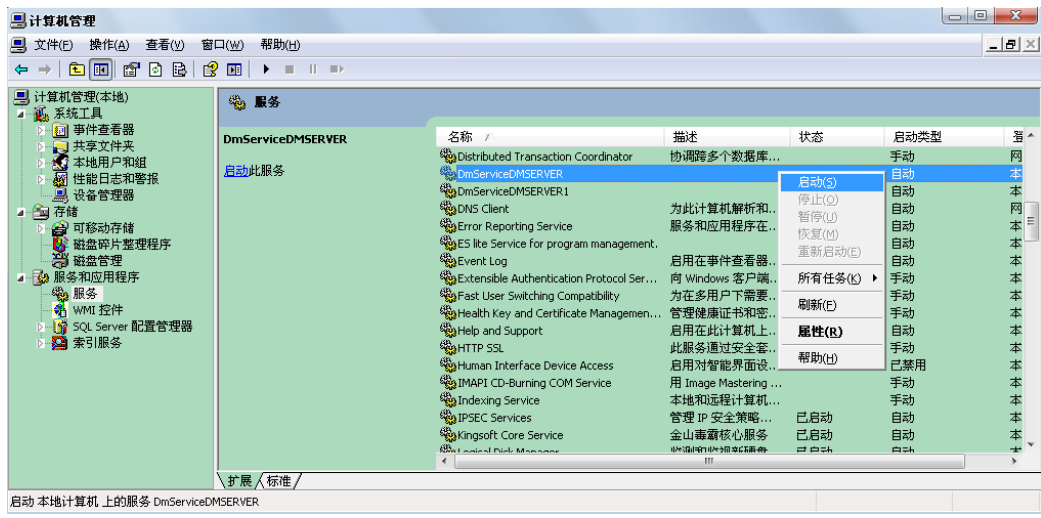 计算机管理
文件(F) 操作(A) 查看(V) 窗口(W) 帮助(H)
计算机管理(本地)
系统工具
事件查看器
共享文件夹
本地用户和组
性能日志和警报
设备管理器
存储
可移动存储
磁盘碎片整理程序
磁盘管理
服务和应用程序
服务
WMI 控件
SQL Server 配置管理器
索引服务
服务
DmServiceDMSERVER
启动此服务
名称 描述 状态 启动类型 登
Distributed Transaction Coordinator 协调跨多个数据库... 手动 网
DmServiceDMSERVER 自动 本
DmServiceDMSERVER1 自动 本
DNS Client 为此计算机解析和.. 自动 网
Error Reporting Service 服务和应用程序在.. 自动 本
ES lite Service for program management. 自动 本
Event Log 启用在事件查看器.. 自动 本
Extensible Authentication Protocol Ser... 向 Windows 客户端.. 手动 本
Fast User Switching Compatibility 为在多用户下需要.. 手动 本
Health Key and Certificate Managemen... 管理健康证书和密.. 手动 本
Help and Support 启用在此计算机上.. 自动 本
HTTP SSL 此服务通过安全套.. 手动 本
Human Interface Device Access 启用对智能界面设.. 已禁用 本
IMAPI CD-Burning COM Service 用 Image Mastering ... 手动 本
Indexing Service 本地和远程计算机... 手动 本
IPSEC Services 管理 IP 安全策略... 已启动 自动 本
Kingsoft Core Service 金山毒霸核心服务 已启动 自动 本
Logical Disk Manager 监测和监视新硬盘 已启动 自动 本
启动(S)
停止(O)
暂停(U)
恢复(M)
重新启动(E)
所有任务(K)
刷新(F)
属性(R)
帮助(H)
扩展 标准
启动 本地计算机 上的服务 DmServiceDMSERVER